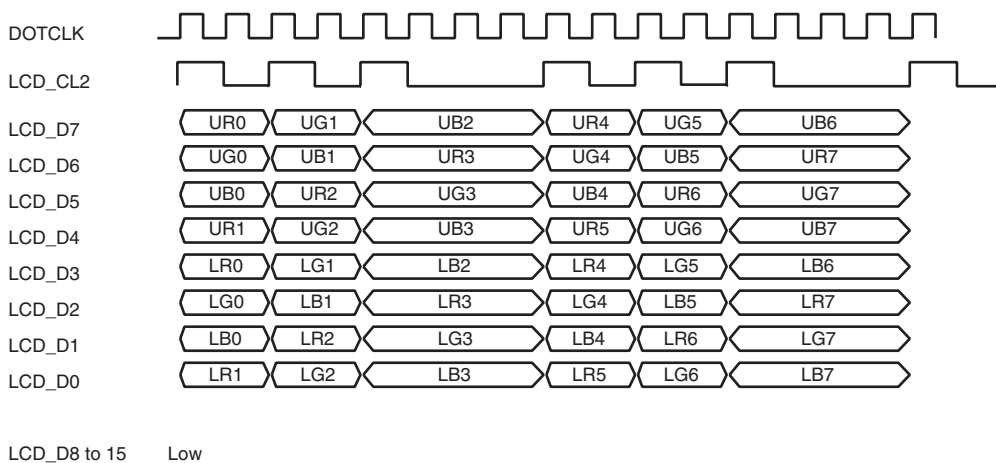 DOTCLK
LCD_CL2
LCD_D7 UR0 UG1 UB2 UR4 UG5 UB6
LCD_D6 UG0 UB1 UR3 UG4 UB5 UR7
LCD_D5 UB0 UR2 UG3 UB4 UR6 UG7
LCD_D4 UR1 UG2 UB3 UR5 UG6 UB7
LCD_D3 LR0 LG1 LB2 LR4 LG5 LB6
LCD_D2 LG0 LB1 LR3 LG4 LB5 LR7
LCD_D1 LB0 LR2 LG3 LB4 LR6 LG7
LCD_D0 LR1 LG2 LB3 LR5 LG6 LB7
LCD_D8 to 15 Low